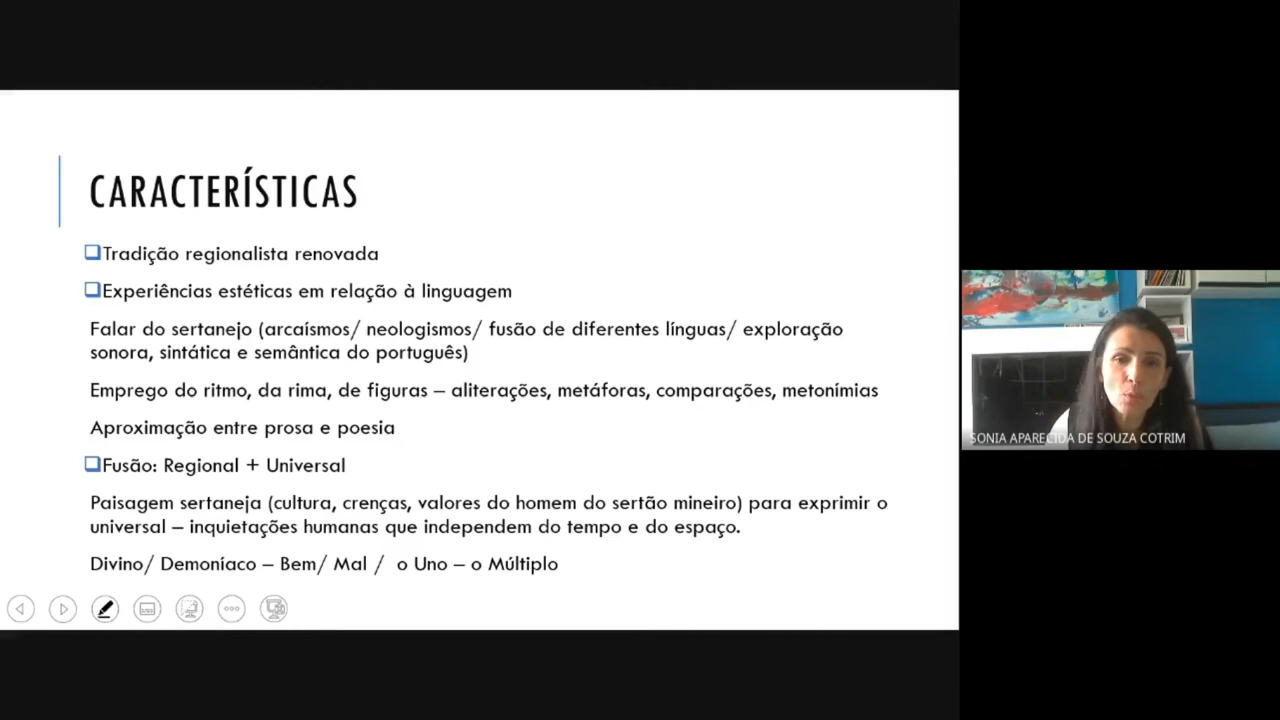 CARACTERÍSTICAS
Tradição regionalista renovada
Experiências estéticas em relação à linguagem
Falar do sertanejo (arcaísmos/ neologismos/ fusão de diferentes línguas/ exploração
sonora, sintática e semântica do português)
Emprego do ritmo, da rima, de figuras – aliterações, metáforas, comparações, metonímias
Aproximação entre prosa e poesia
Fusão: Regional + Universal
Paisagem sertaneja (cultura, crenças, valores do homem do sertão mineiro) para exprimir o
universal – inquietações humanas que independem do tempo e do espaço.
Divino/ Demoníaco – Bem/ Mal / o Uno – o Múltiplo
SONIA APARECIDA DE SOUZA COTRIM